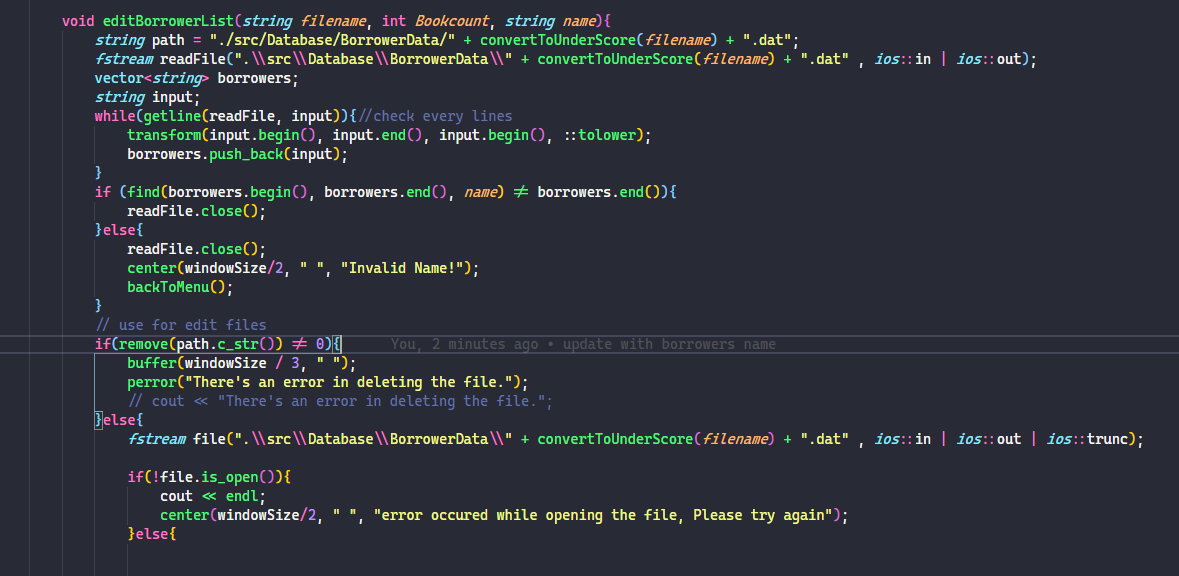 void editBorrowerList(string filename, int Bookcount, string name){
string path = "./src/Database/BorrowerData/" + convertToUnderScore(filename) + ".dat";
fstream readFile(".\\src\\Database\\BorrowerData\\" + convertToUnderScore(filename) + ".dat" , ios::in | ios::out);
vector<string> borrowers;
string input;
while(getline(readFile, input)){//check every lines
transform(input.begin(), input.end(), input.begin(), ::tolower);
borrowers.push_back(input);
}
if (find(borrowers.begin(), borrowers.end(), name) != borrowers.end()){
readFile.close();
}else{
readFile.close();
center(windowSize/2, " ", "Invalid Name!");
backToMenu();
}
// use for edit files
if(remove(path.c_str()) != 0){ You, 2 minutes ago • update with borrowers name
buffer(windowSize / 3, " ");
perror("There's an error in deleting the file.");
// cout << "There's an error in deleting the file.";
}else{
fstream file(".\\src\\Database\\BorrowerData\\" + convertToUnderScore(filename) + ".dat" , ios::in | ios::out | ios::trunc);
if(!file.is_open()){
cout << endl;
center(windowSize/2, " ", "error occured while opening the file, Please try again");
}else{